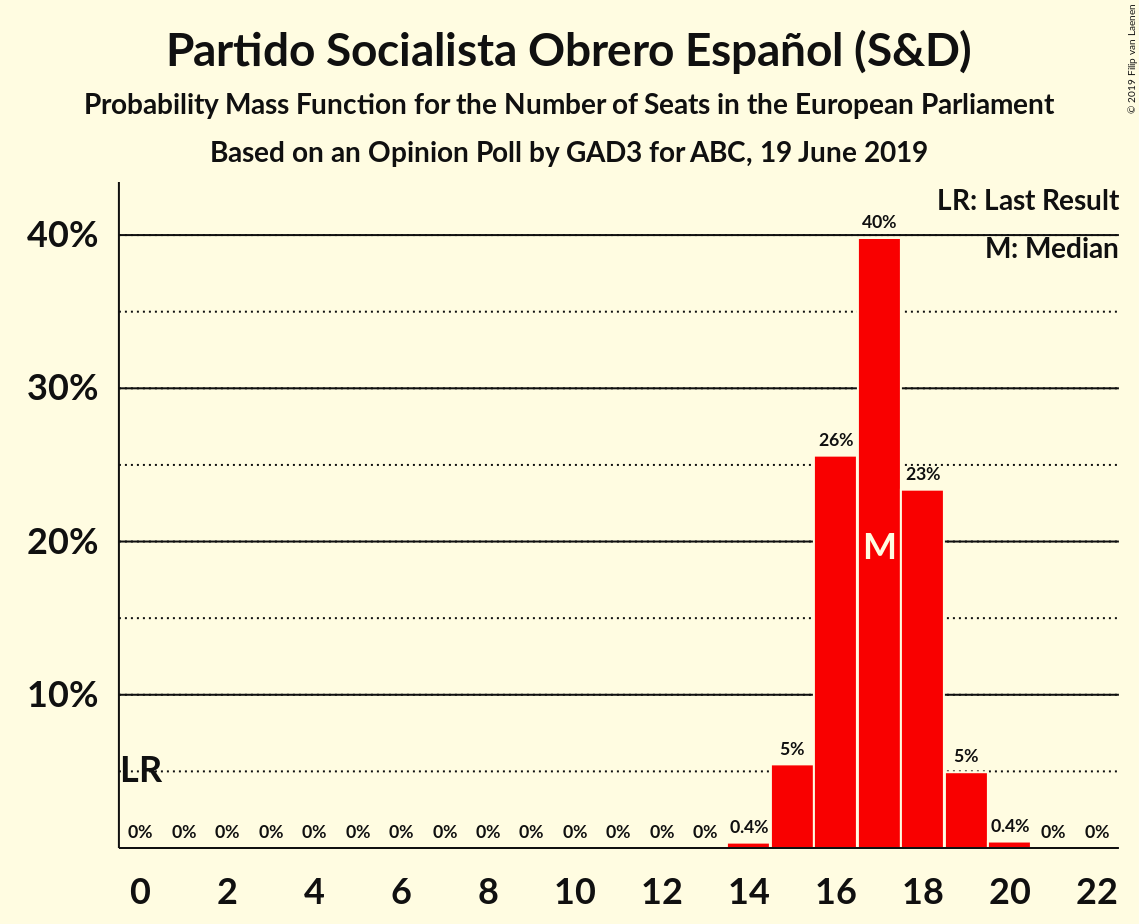 Partido Socialista Obrero Español (S&D)
Probability Mass Function for the Number of Seats in the European Parliament
Based on an Opinion Poll by GAD3 for ABC, 19 June 2019
© 2019 Filip van Laenen
LR: Last Result
M: Median
40%
30%
20%
10%
40%
26%
23%
M
5%
5%
LR
0% 0% 0% 0% 0% 0% 0% 0% 0% 0% 0% 0% 0% 0% 0.4% 0.4% 0% 0%
0 2 4 6 8 10 12 14 16 18 20 22